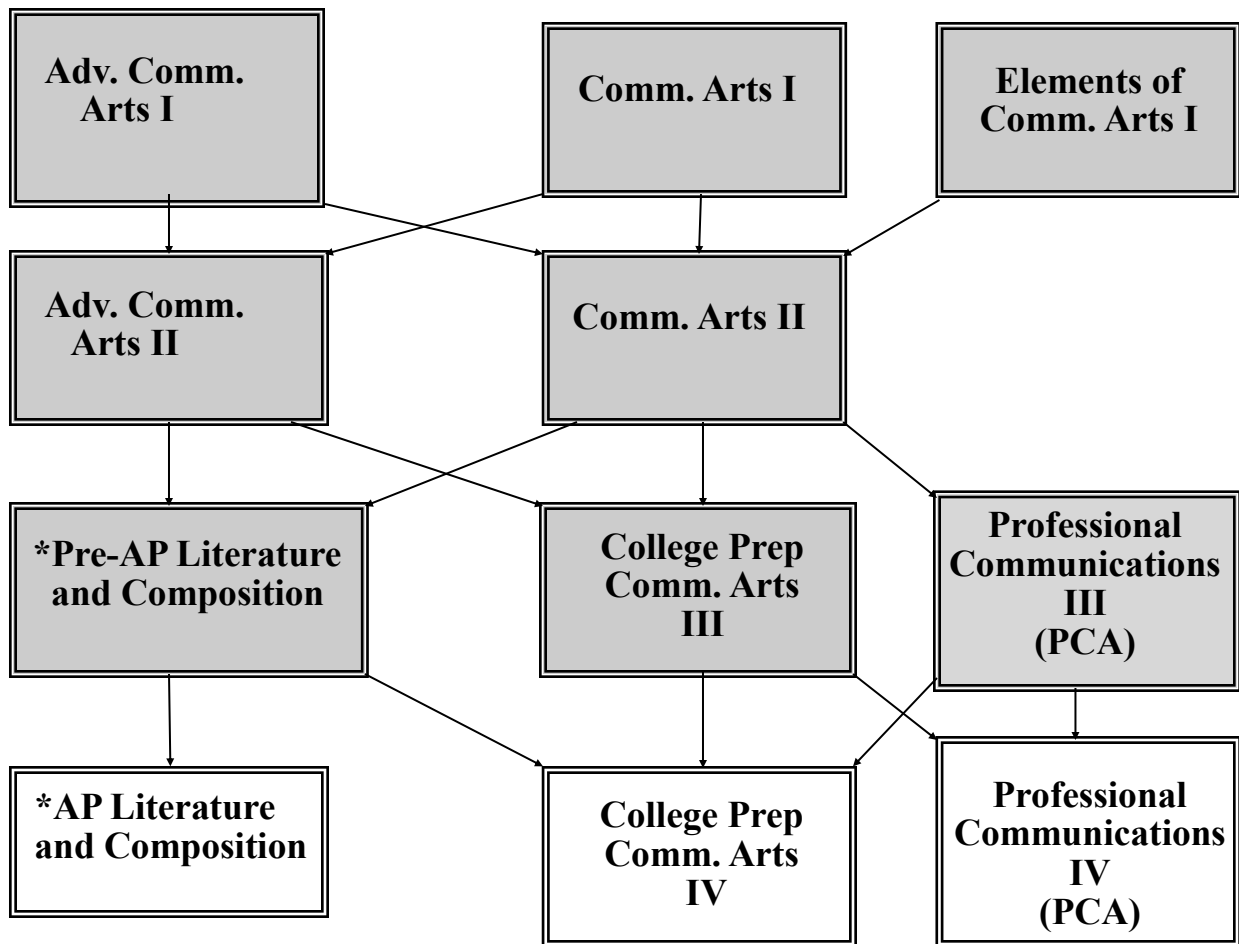 Adv. Comm.
Arts I
Comm. Arts I
Elements of
Comm. Arts I
Adv. Comm.
Arts II
Comm. Arts II
*Pre-AP Literature
and Composition
College Prep
Comm. Arts
III
Professional
Communications
III
(PCA)
*AP Literature
and Composition
College Prep
Comm. Arts
IV
Professional
Communications
IV
(PCA)